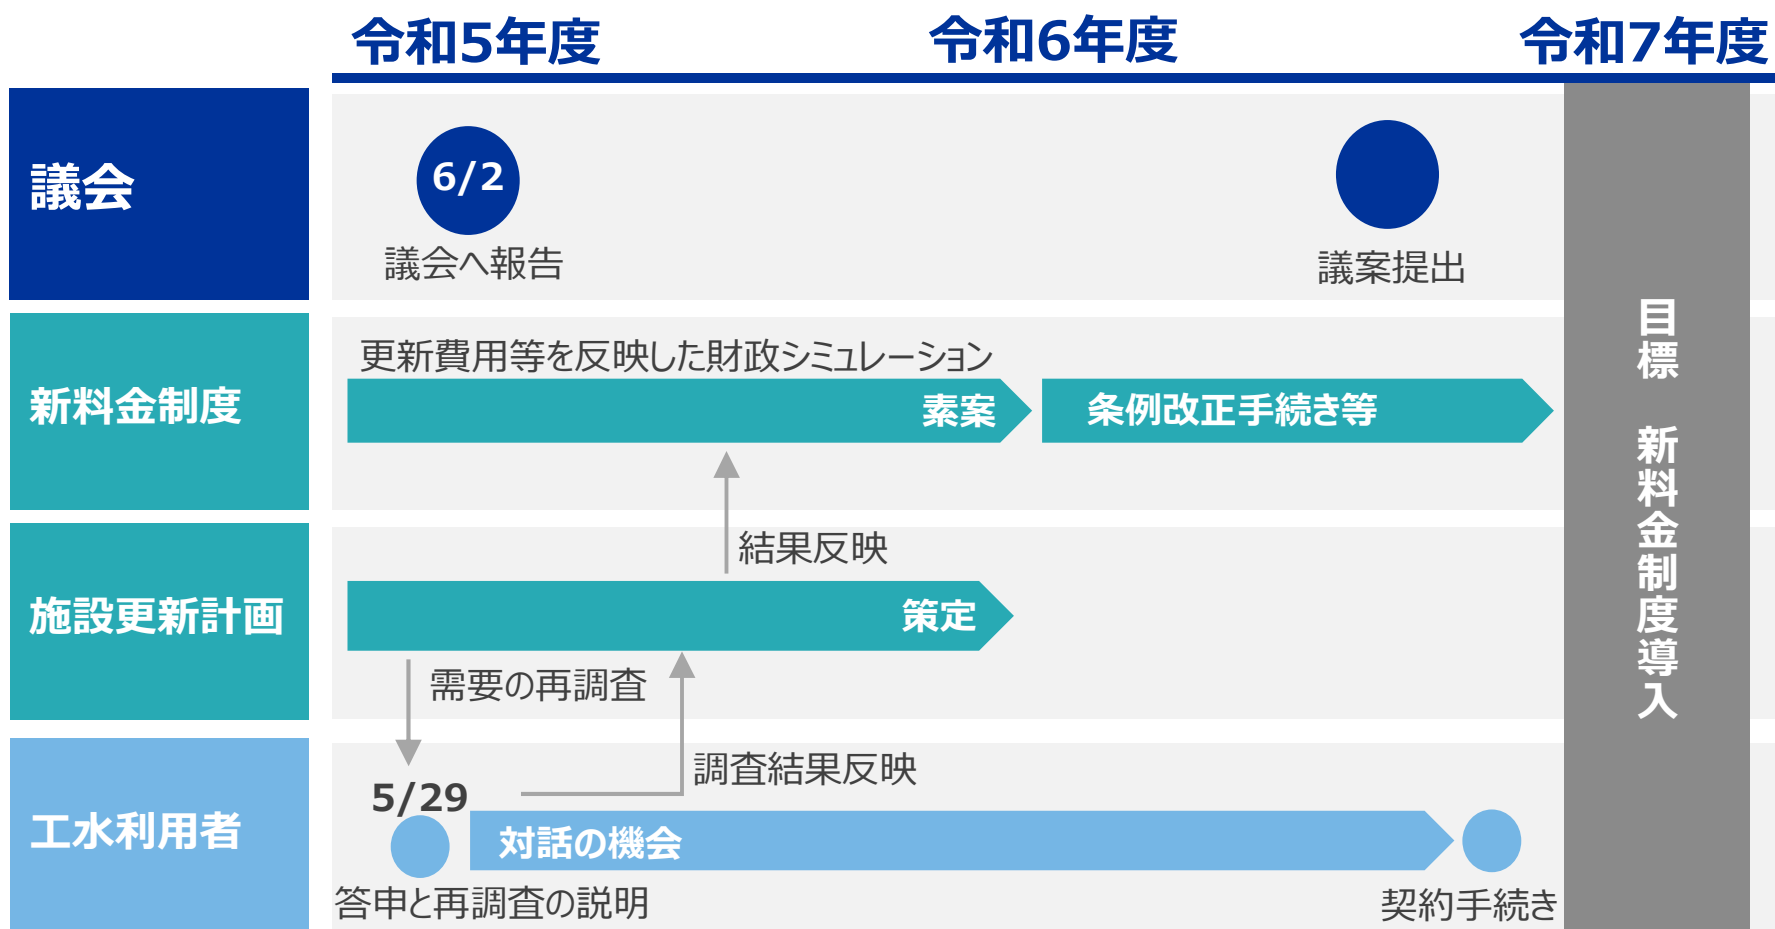 令和5年度
令和6年度
令和7年度
議会
6/2
議会へ報告
議案提出
新料金制度
更新費用等を反映した財政シミュレーション
素案
条例改正手続き等
結果反映
施設更新計画
策定
需要の再調査
調査結果反映
工水利用者
5/29
対話の機会
答申と再調査の説明
契約手続き
目標 新料金制度導入